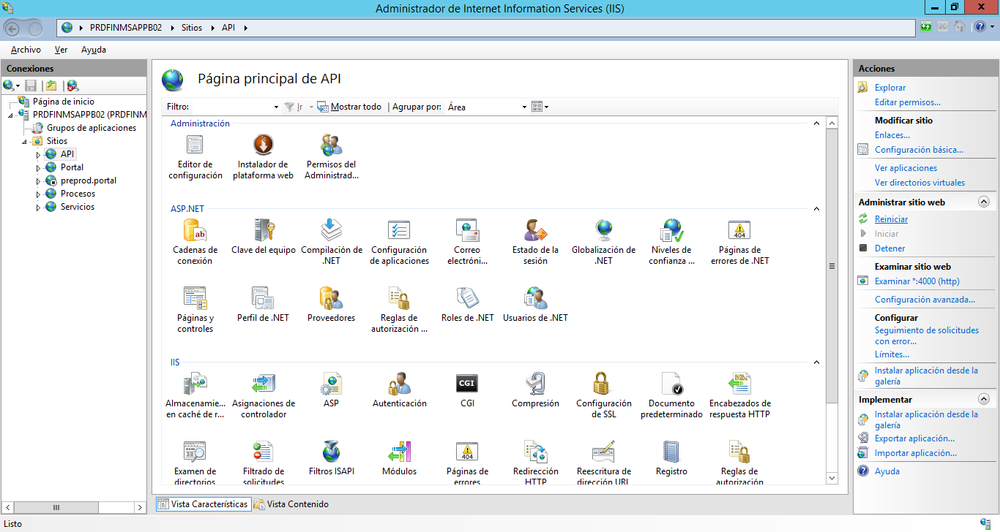 Administrador de Internet Information Services (IIS)
PRDFINMSAPPB02 Sitios API
Archivo Ver Ayuda
Conexiones
Página de inicio
PRDFINMSAPPB02 (PRDFINM
Grupos de aplicaciones
Sitios
API
Portal
preprod.portal
Procesos
Servicios
Página principal de API
Filtro: Ir Mostrar todo Agrupar por: Área
Administración
Editor de configuración
Instalador de plataforma web
Permisos del Administrad...
ASP.NET
Cadenas de conexión
Clave del equipo
Compilación de .NET
Configuración de aplicaciones
Correo electróni...
Estado de la sesión
Globalización de .NET
Niveles de confianza ...
Páginas de errores de .NET
Páginas y controles
Perfil de .NET
Proveedores
Reglas de autorización ...
Roles de .NET
Usuarios de .NET
IIS
Almacenamie... en caché de r...
Asignaciones de controlador
ASP
Autenticación
CGI
Compresión
Configuración de SSL
Documento predeterminado
Encabezados de respuesta HTTP
Examen de directorios
Filtrado de solicitudes
Filtros ISAPI
Módulos
Páginas de errores
Redirección HTTP
Reescritura de dirección URL
Registro
Reglas de autorización
Vista Características Vista Contenido
Acciones
Explorar
Editar permisos...
Modificar sitio
Enlaces...
Configuración básica...
Ver aplicaciones
Ver directorios virtuales
Administrar sitio web
Reiniciar
Iniciar
Detener
Examinar sitio web
Examinar *:4000 (http)
Configuración avanzada...
Configurar
Seguimiento de solicitudes
con error...
Límites...
Instalar aplicación desde la
galería
Implementar
Instalar aplicación desde la
galería
Exportar aplicación...
Importar aplicación...
Ayuda
Listo